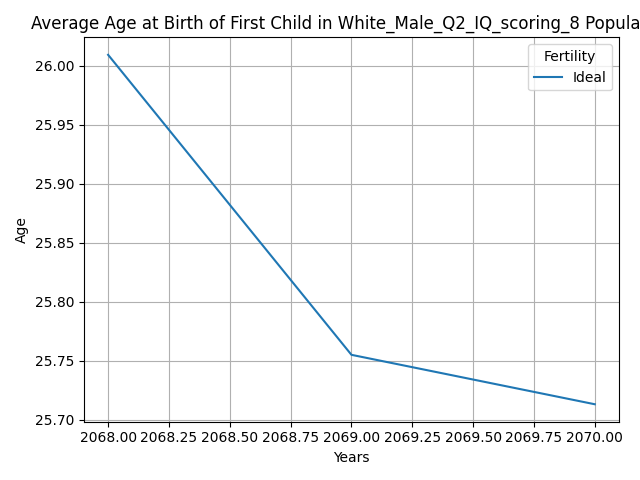 Average Age at Birth of First Child in White_Male_Q2_IQ_scoring_8 Popula
Fertility
Ideal
26.00
25.95
25.90
25.85
25.80
25.75
25.70
Age
2068.00 2068.25 2068.50 2068.75 2069.00 2069.25 2069.50 2069.75 2070.00
Years